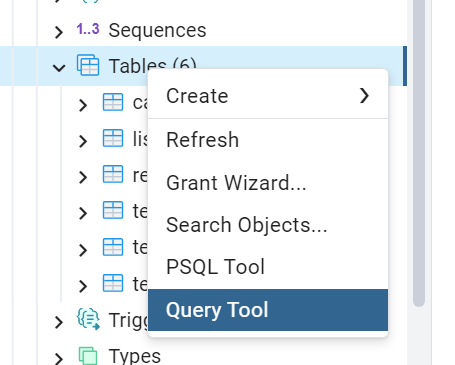 1..3 Sequences
Tables (6)
Create
Refresh
Grant Wizard...
Search Objects...
PSQL Tool
Query Tool
Types